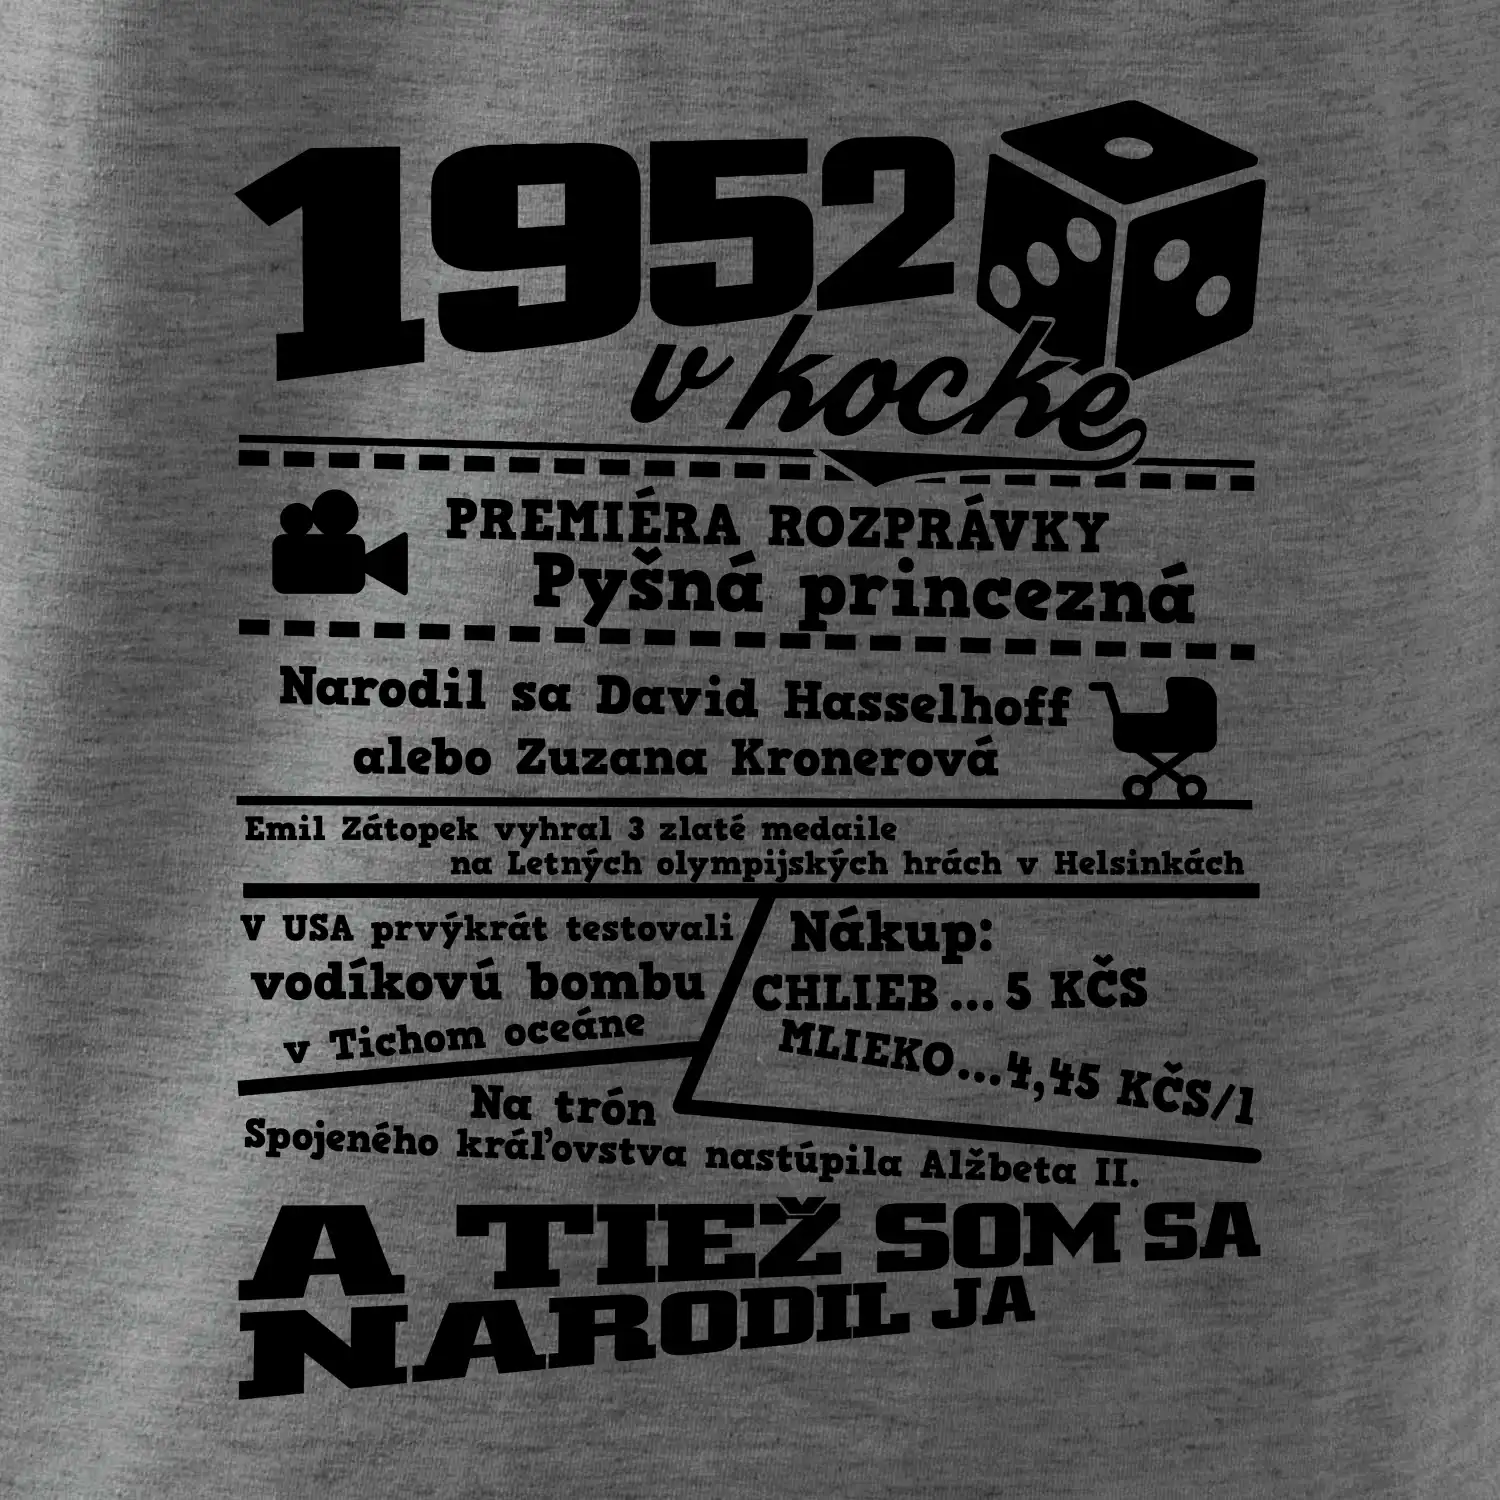 1952
v kocke
PREMIÉRA ROZPRÁVKY
Pyšná princezná
Narodil sa David Hasselhoff
alebo Zuzana Kronerová
Emil Zátopek vyhral 3 zlaté medaile
na Letných olympijských hrách v Helsinkách
V USA prvýkrát testovali
vodíkovú bombu
v Tichom oceáne
Nákup:
CHLIEB...5 KČS
MLIEKO...4,45 KČS/l
Na trón
Spojeného kráľovstva nastúpila Alžbeta II.
A TIEŽ SOM SA
NARODIL JA